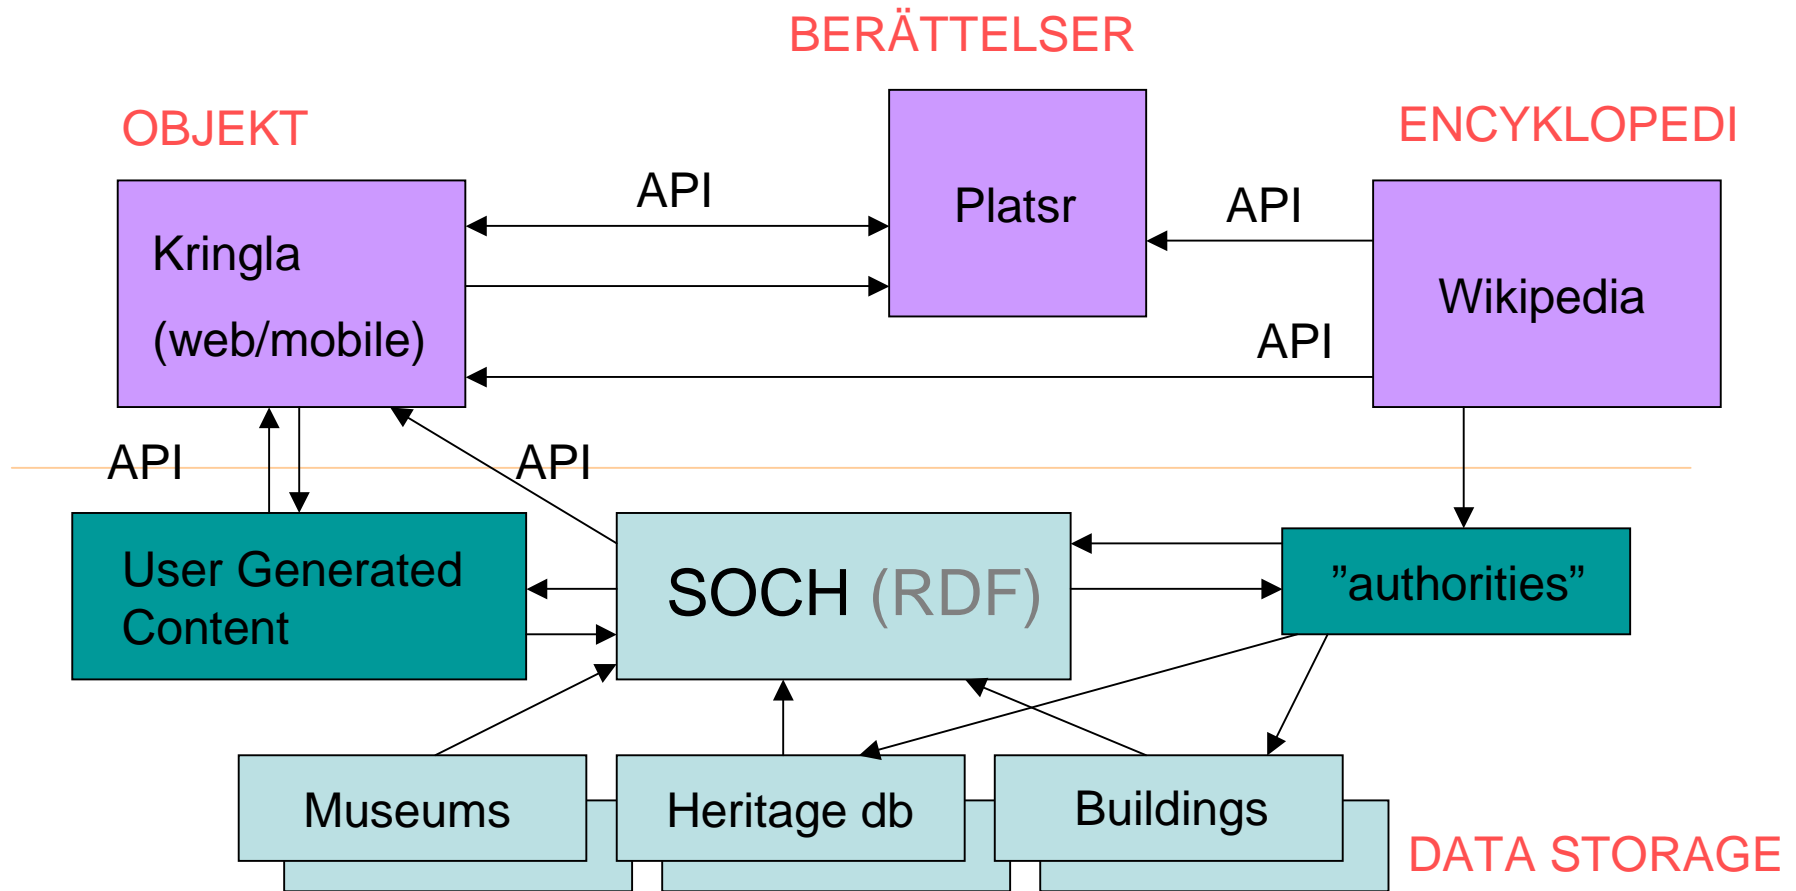 BERÄTTELSER
OBJEKT
ENCYKLOPEDI
API
Platsr
API
Kringla
(web/mobile)
Wikipedia
API
API
API
User Generated
Content
SOCH (RDF)
”authorities”
Museums
Heritage db
Buildings
DATA STORAGE